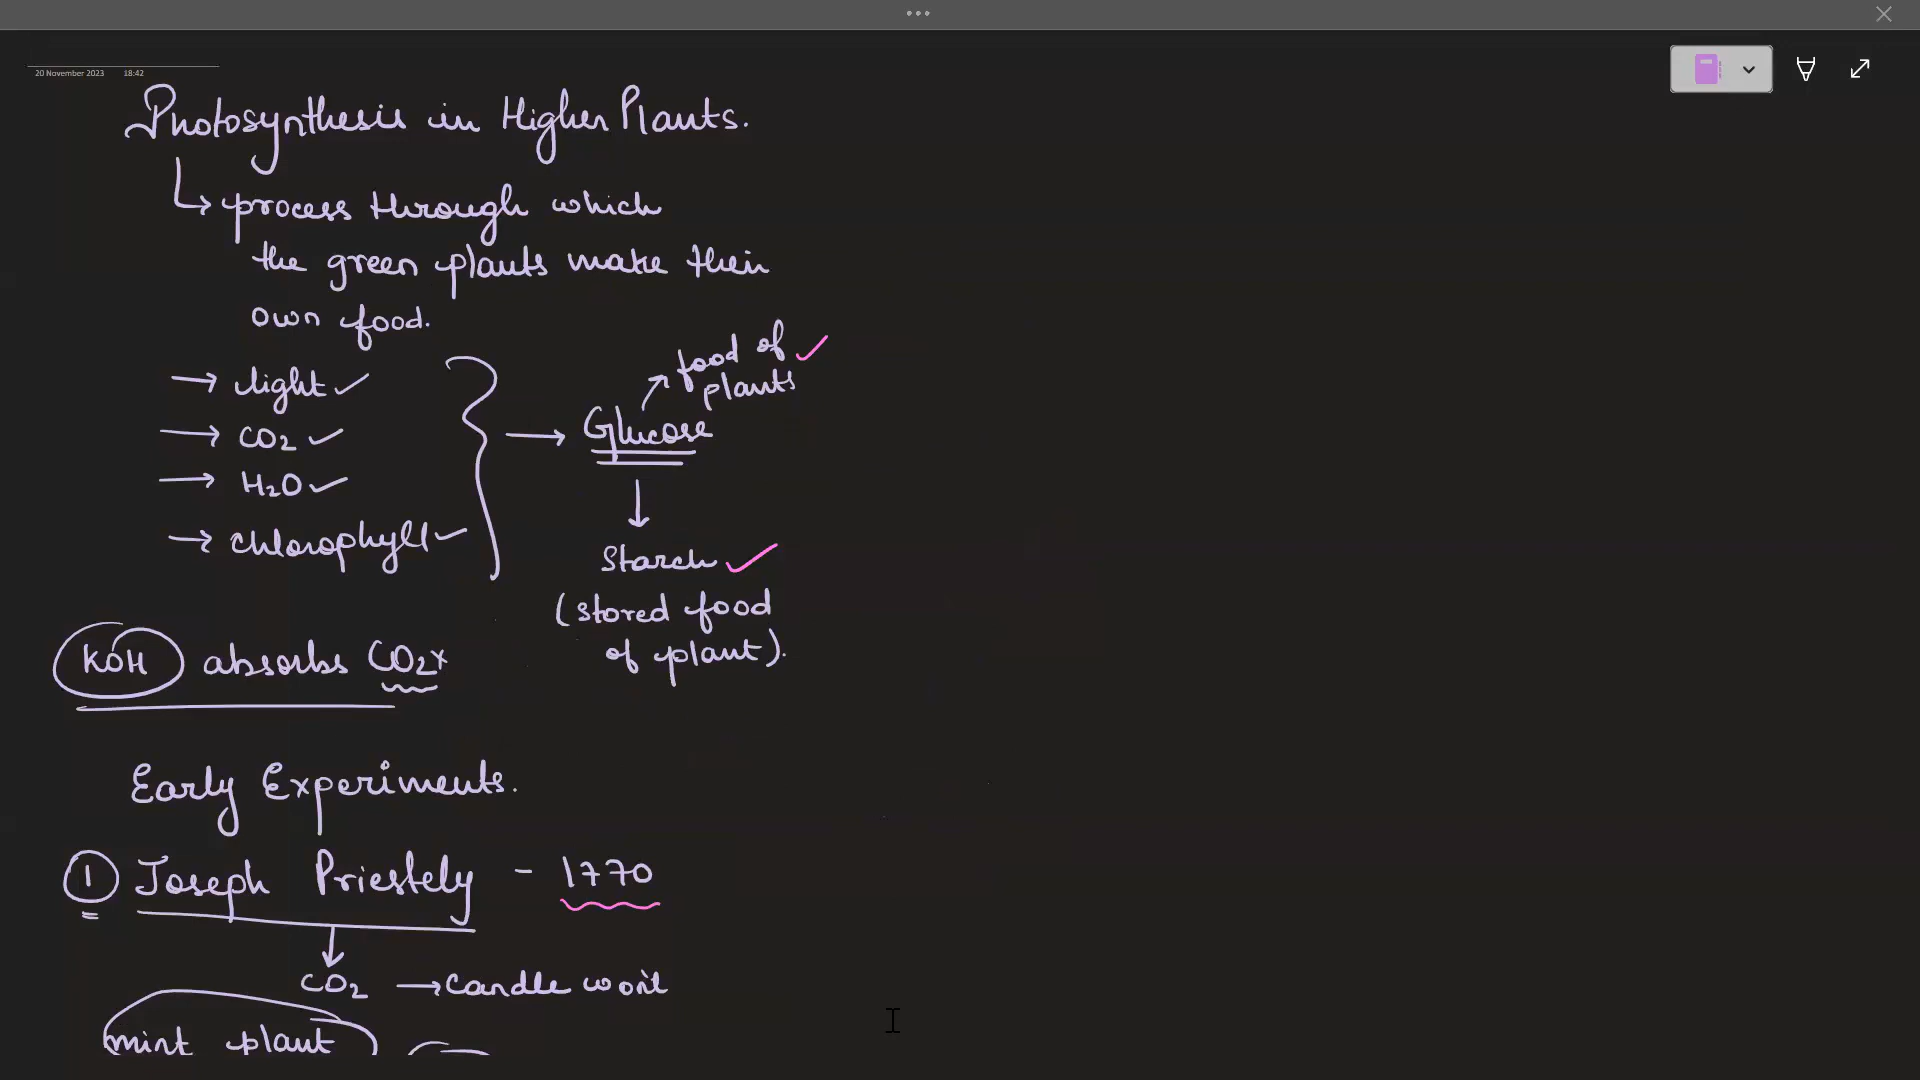 20 November 2023 18:42
Photosynthesis in Higher Plants.
↳ process through which
the green plants make their
own food.
→ light ✓
→ CO2 ✓
→ H2O ✓
→ chlorophyll ✓
→ Glucose
↗ food of ✓
plants
↓
Starch ✓
(stored food
of plant).
KOH absorbs CO2x
Early Experiments.
1 Joseph Priestely - 1770
↓
CO2 → Candle won't
mint plant